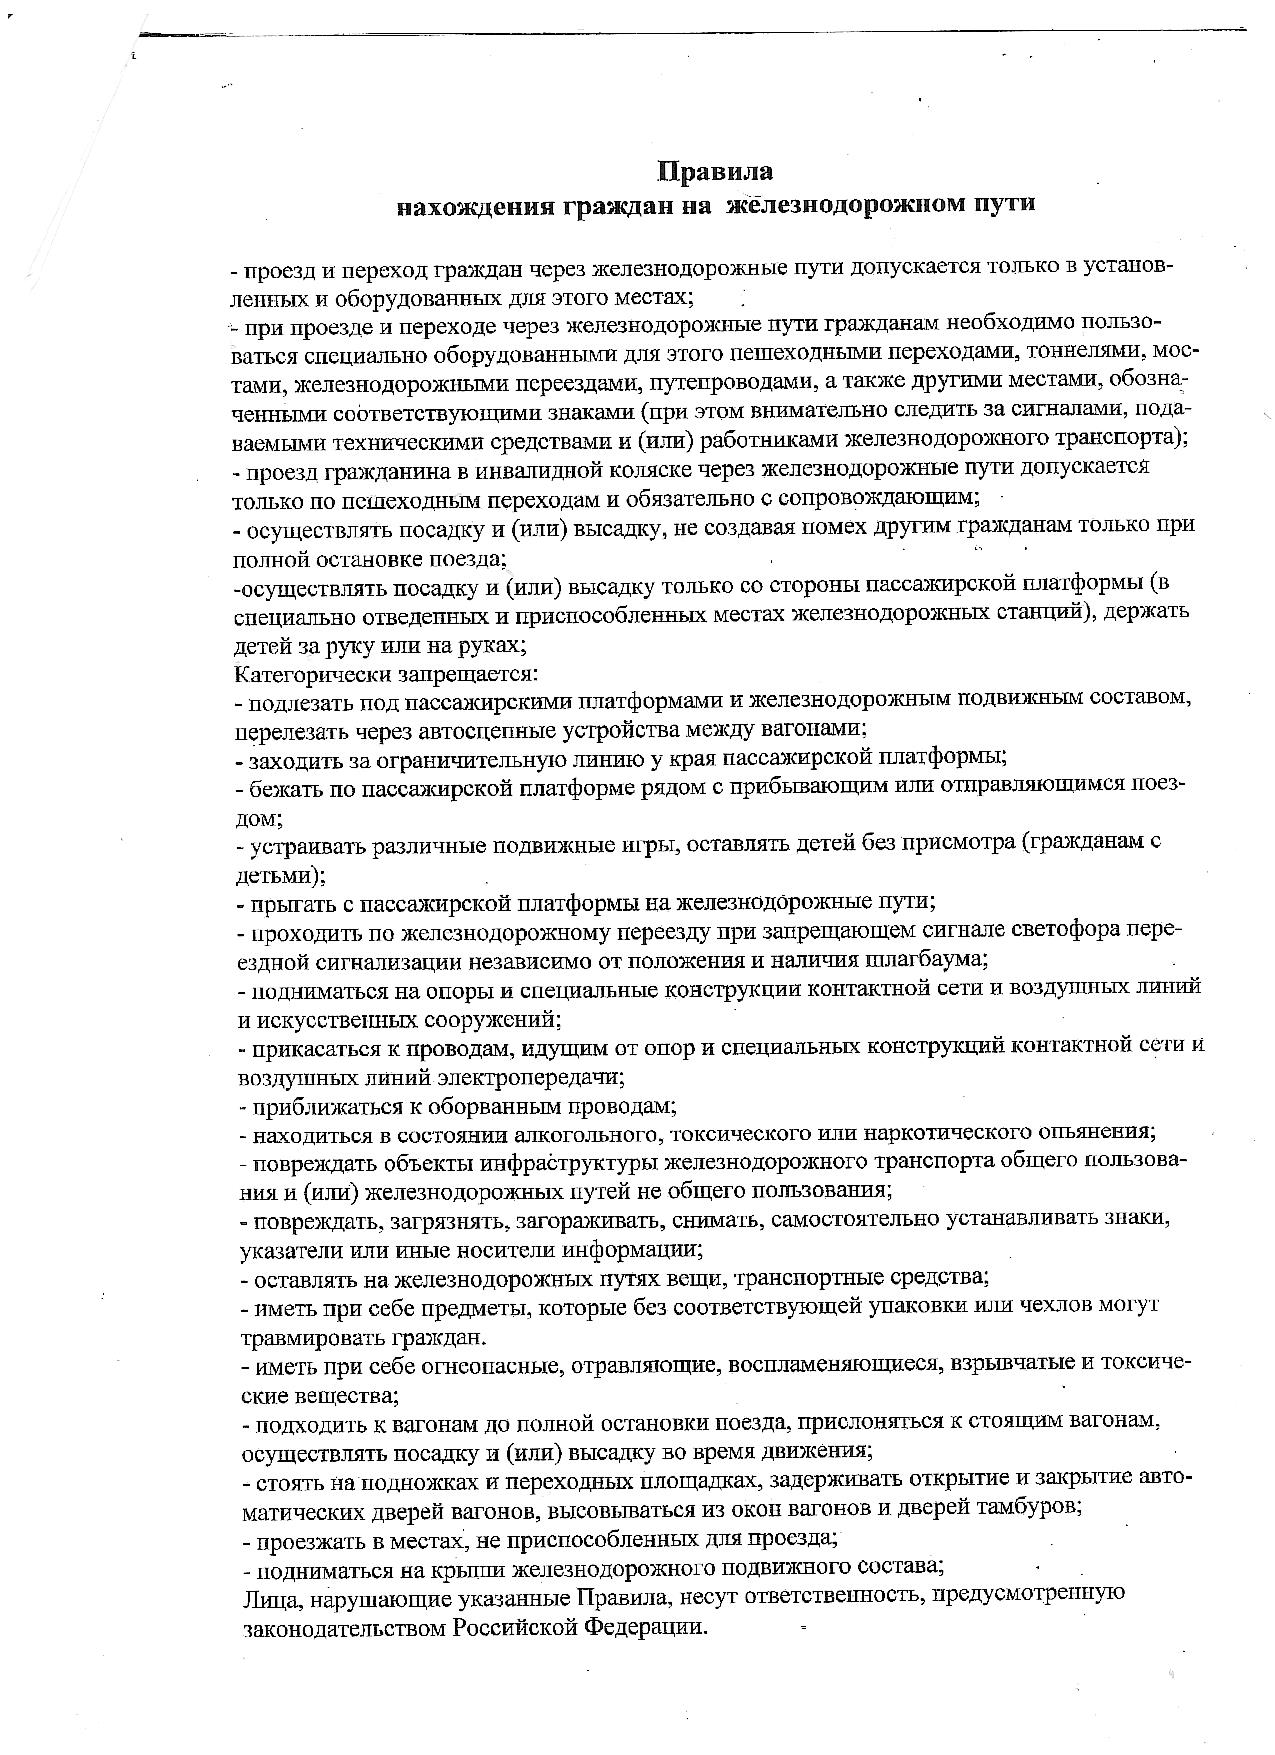 Правила
нахождения граждан на железнодорожном пути
- проезд и переход граждан через железнодорожные пути допускается только в установ-
ленных и оборудованных для этого местах;
- при проезде и переходе через железнодорожные пути гражданам необходимо пользо-
ваться специально оборудованными для этого пешеходными переходами, тоннелями, мос-
тами, железнодорожными переездами, путепроводами, а также другими местами, обозна-
ченными соответствующими знаками (при этом внимательно следить за сигналами, пода-
ваемыми техническими средствами и (или) работниками железнодорожного транспорта);
- проезд гражданина в инвалидной коляске через железнодорожные пути допускается
только по пешеходным переходам и обязательно с сопровождающим;
- осуществлять посадку и (или) высадку, не создавая помех другим гражданам только при
полной остановке поезда;
-осуществлять посадку и (или) высадку только со стороны пассажирской платформы (в
специально отведенных и приспособленных местах железнодорожных станций), держать
детей за руку или на руках;
Категорически запрещается:
- подлезать под пассажирскими платформами и железнодорожным подвижным составом,
перелезать через автосцепные устройства между вагонами;
- заходить за ограничительную линию у края пассажирской платформы;
- бежать по пассажирской платформе рядом с прибывающим или отправляющимся поез-
дом;
- устраивать различные подвижные игры, оставлять детей без присмотра (гражданам с
детьми);
- прыгать с пассажирской платформы на железнодорожные пути;
- проходить по железнодорожному переезду при запрещающем сигнале светофора пере-
ездной сигнализации независимо от положения и наличия шлагбаума;
- подниматься на опоры и специальные конструкции контактной сети и воздушных линий
и искусственных сооружений;
- прикасаться к проводам, идущим от опор и специальных конструкций контактной сети и
воздушных линий электропередачи;
- приближаться к оборванным проводам;
- находиться в состоянии алкогольного, токсического или наркотического опьянения;
- повреждать объекты инфраструктуры железнодорожного транспорта общего пользова-
ния и (или) железнодорожных путей не общего пользования;
- повреждать, загрязнять, загораживать, снимать, самостоятельно устанавливать знаки,
указатели или иные носители информации;
- оставлять на железнодорожных путях вещи, транспортные средства;
- иметь при себе предметы, которые без соответствующей упаковки или чехлов могут
травмировать граждан.
- иметь при себе огнеопасные, отравляющие, воспламеняющиеся, взрывчатые и токсиче-
ские вещества;
- подходить к вагонам до полной остановки поезда, прислоняться к стоящим вагонам,
осуществлять посадку и (или) высадку во время движения;
- стоять на подножках и переходных площадках, задерживать открытие и закрытие авто-
матических дверей вагонов, высовываться из окон вагонов и дверей тамбуров;
- проезжать в местах, не приспособленных для проезда;
- подниматься на крыши железнодорожного подвижного состава;
Лица, нарушающие указанные Правила, несут ответственность, предусмотренную
законодательством Российской Федерации.